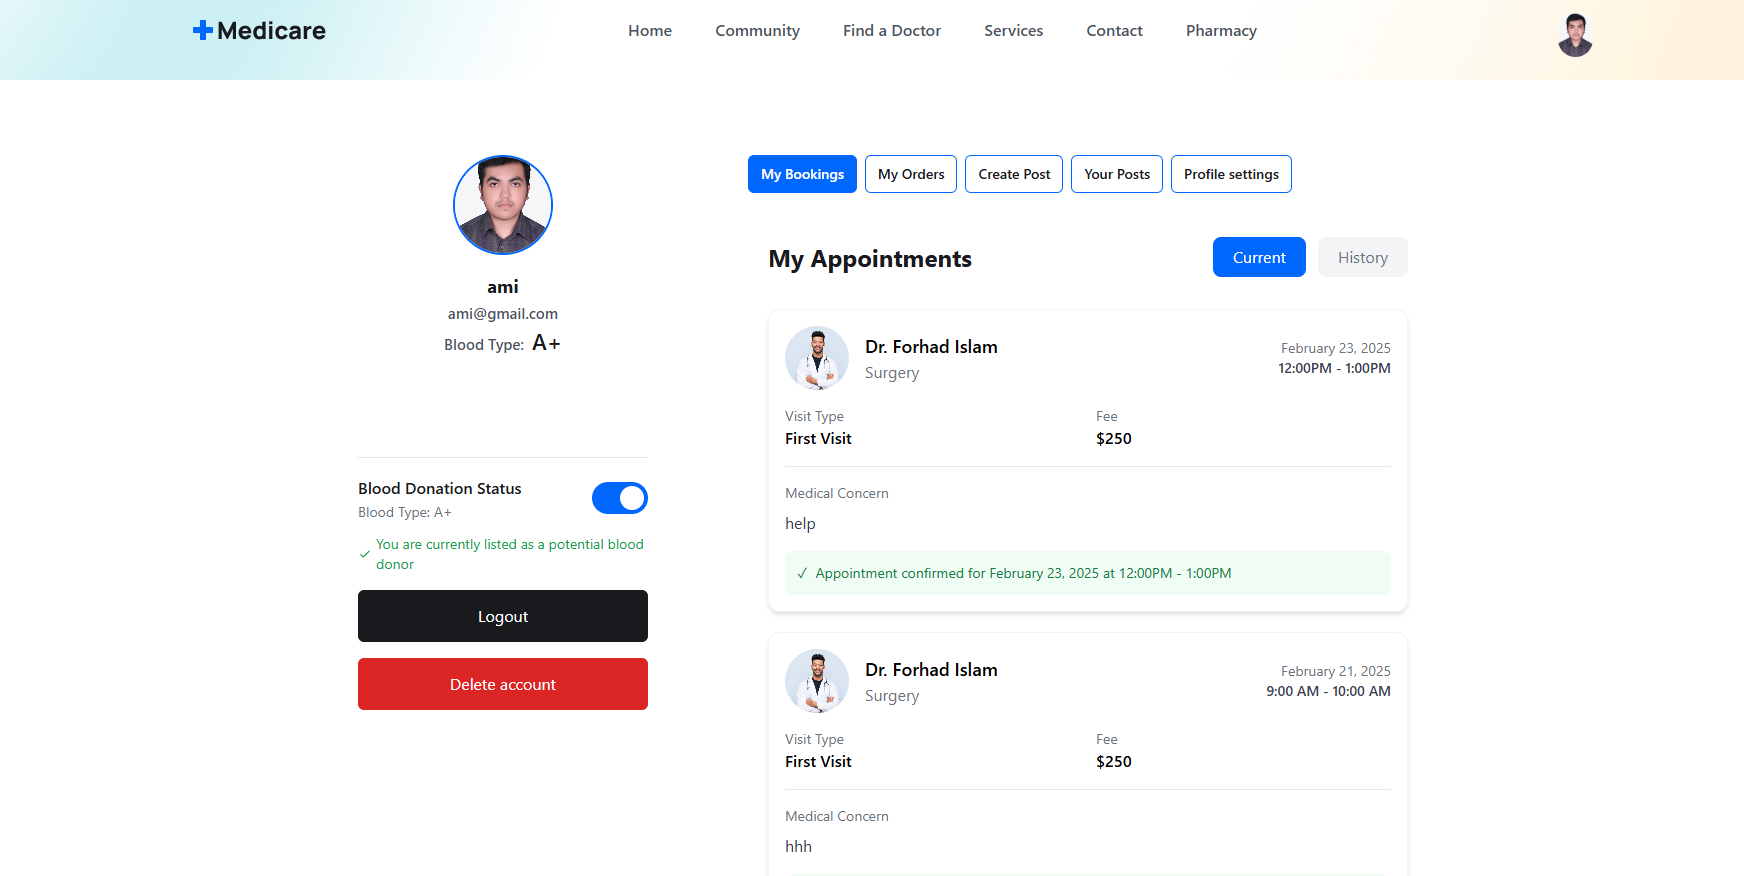 Medicare
Home
Community
Find a Doctor
Services
Contact
Pharmacy
ami
ami@gmail.com
Blood Type: A+
Blood Donation Status
Blood Type: A+
✓ You are currently listed as a potential blood
donor
Logout
Delete account
My Bookings
My Orders
Create Post
Your Posts
Profile settings
My Appointments
Current
History
Dr. Forhad Islam
Surgery
February 23, 2025
12:00PM - 1:00PM
Visit Type
First Visit
Fee
$250
Medical Concern
help
✓ Appointment confirmed for February 23, 2025 at 12:00PM - 1:00PM
Dr. Forhad Islam
Surgery
February 21, 2025
9:00 AM - 10:00 AM
Visit Type
First Visit
Fee
$250
Medical Concern
hhh